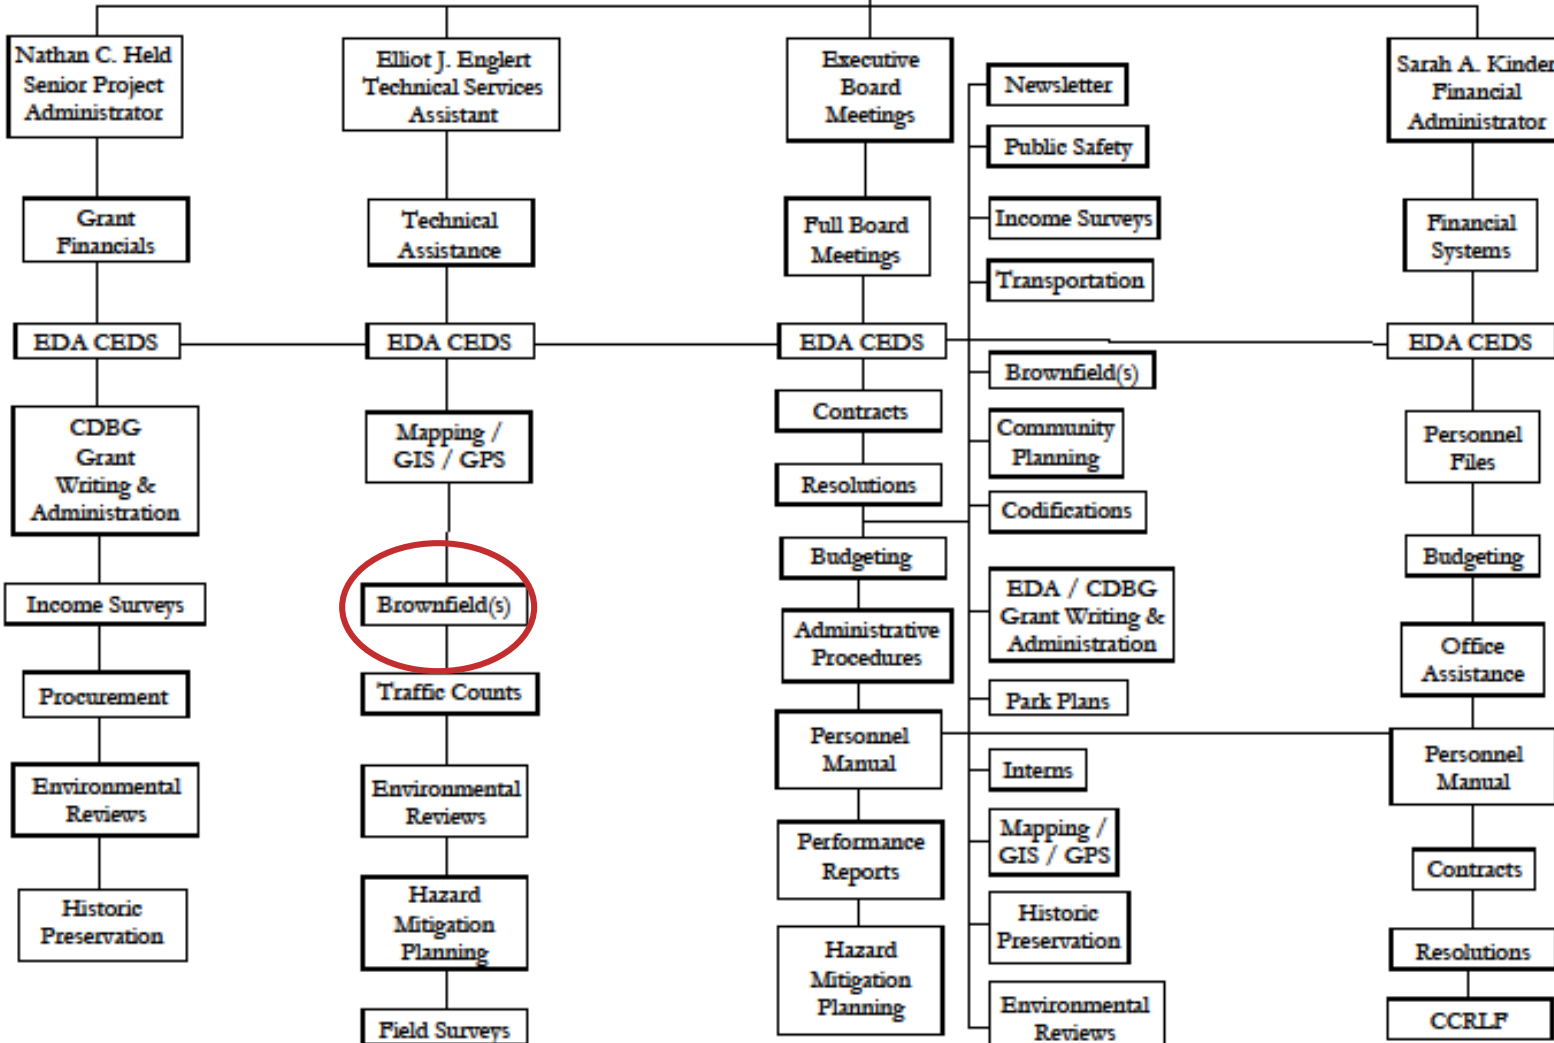 Nathan C. Held
Senior Project
Administrator
Grant
Financials
EDA CEDS
CDBG
Grant
Writing &
Administration
Income Surveys
Procurement
Environmental
Reviews
Historic
Preservation
Elliot J. Englert
Technical Services
Assistant
Technical
Assistance
EDA CEDS
Mapping /
GIS / GPS
Brownfield(s)
Traffic Counts
Environmental
Reviews
Hazard
Mitigation
Planning
Field Surveys
Executive
Board
Meetings
Full Board
Meetings
EDA CEDS
Contracts
Resolutions
Budgeting
Administrative
Procedures
Personnel
Manual
Performance
Reports
Hazard
Mitigation
Planning
Newsletter
Public Safety
Income Surveys
Transportation
Brownfield(s)
Community
Planning
Codifications
EDA / CDBG
Grant Writing &
Administration
Park Plans
Interns
Mapping /
GIS / GPS
Historic
Preservation
Environmental
Reviews
Sarah A. Kinder
Financial
Administrator
Financial
Systems
EDA CEDS
Personnel
Files
Budgeting
Office
Assistance
Personnel
Manual
Contracts
Resolutions
CCRLF